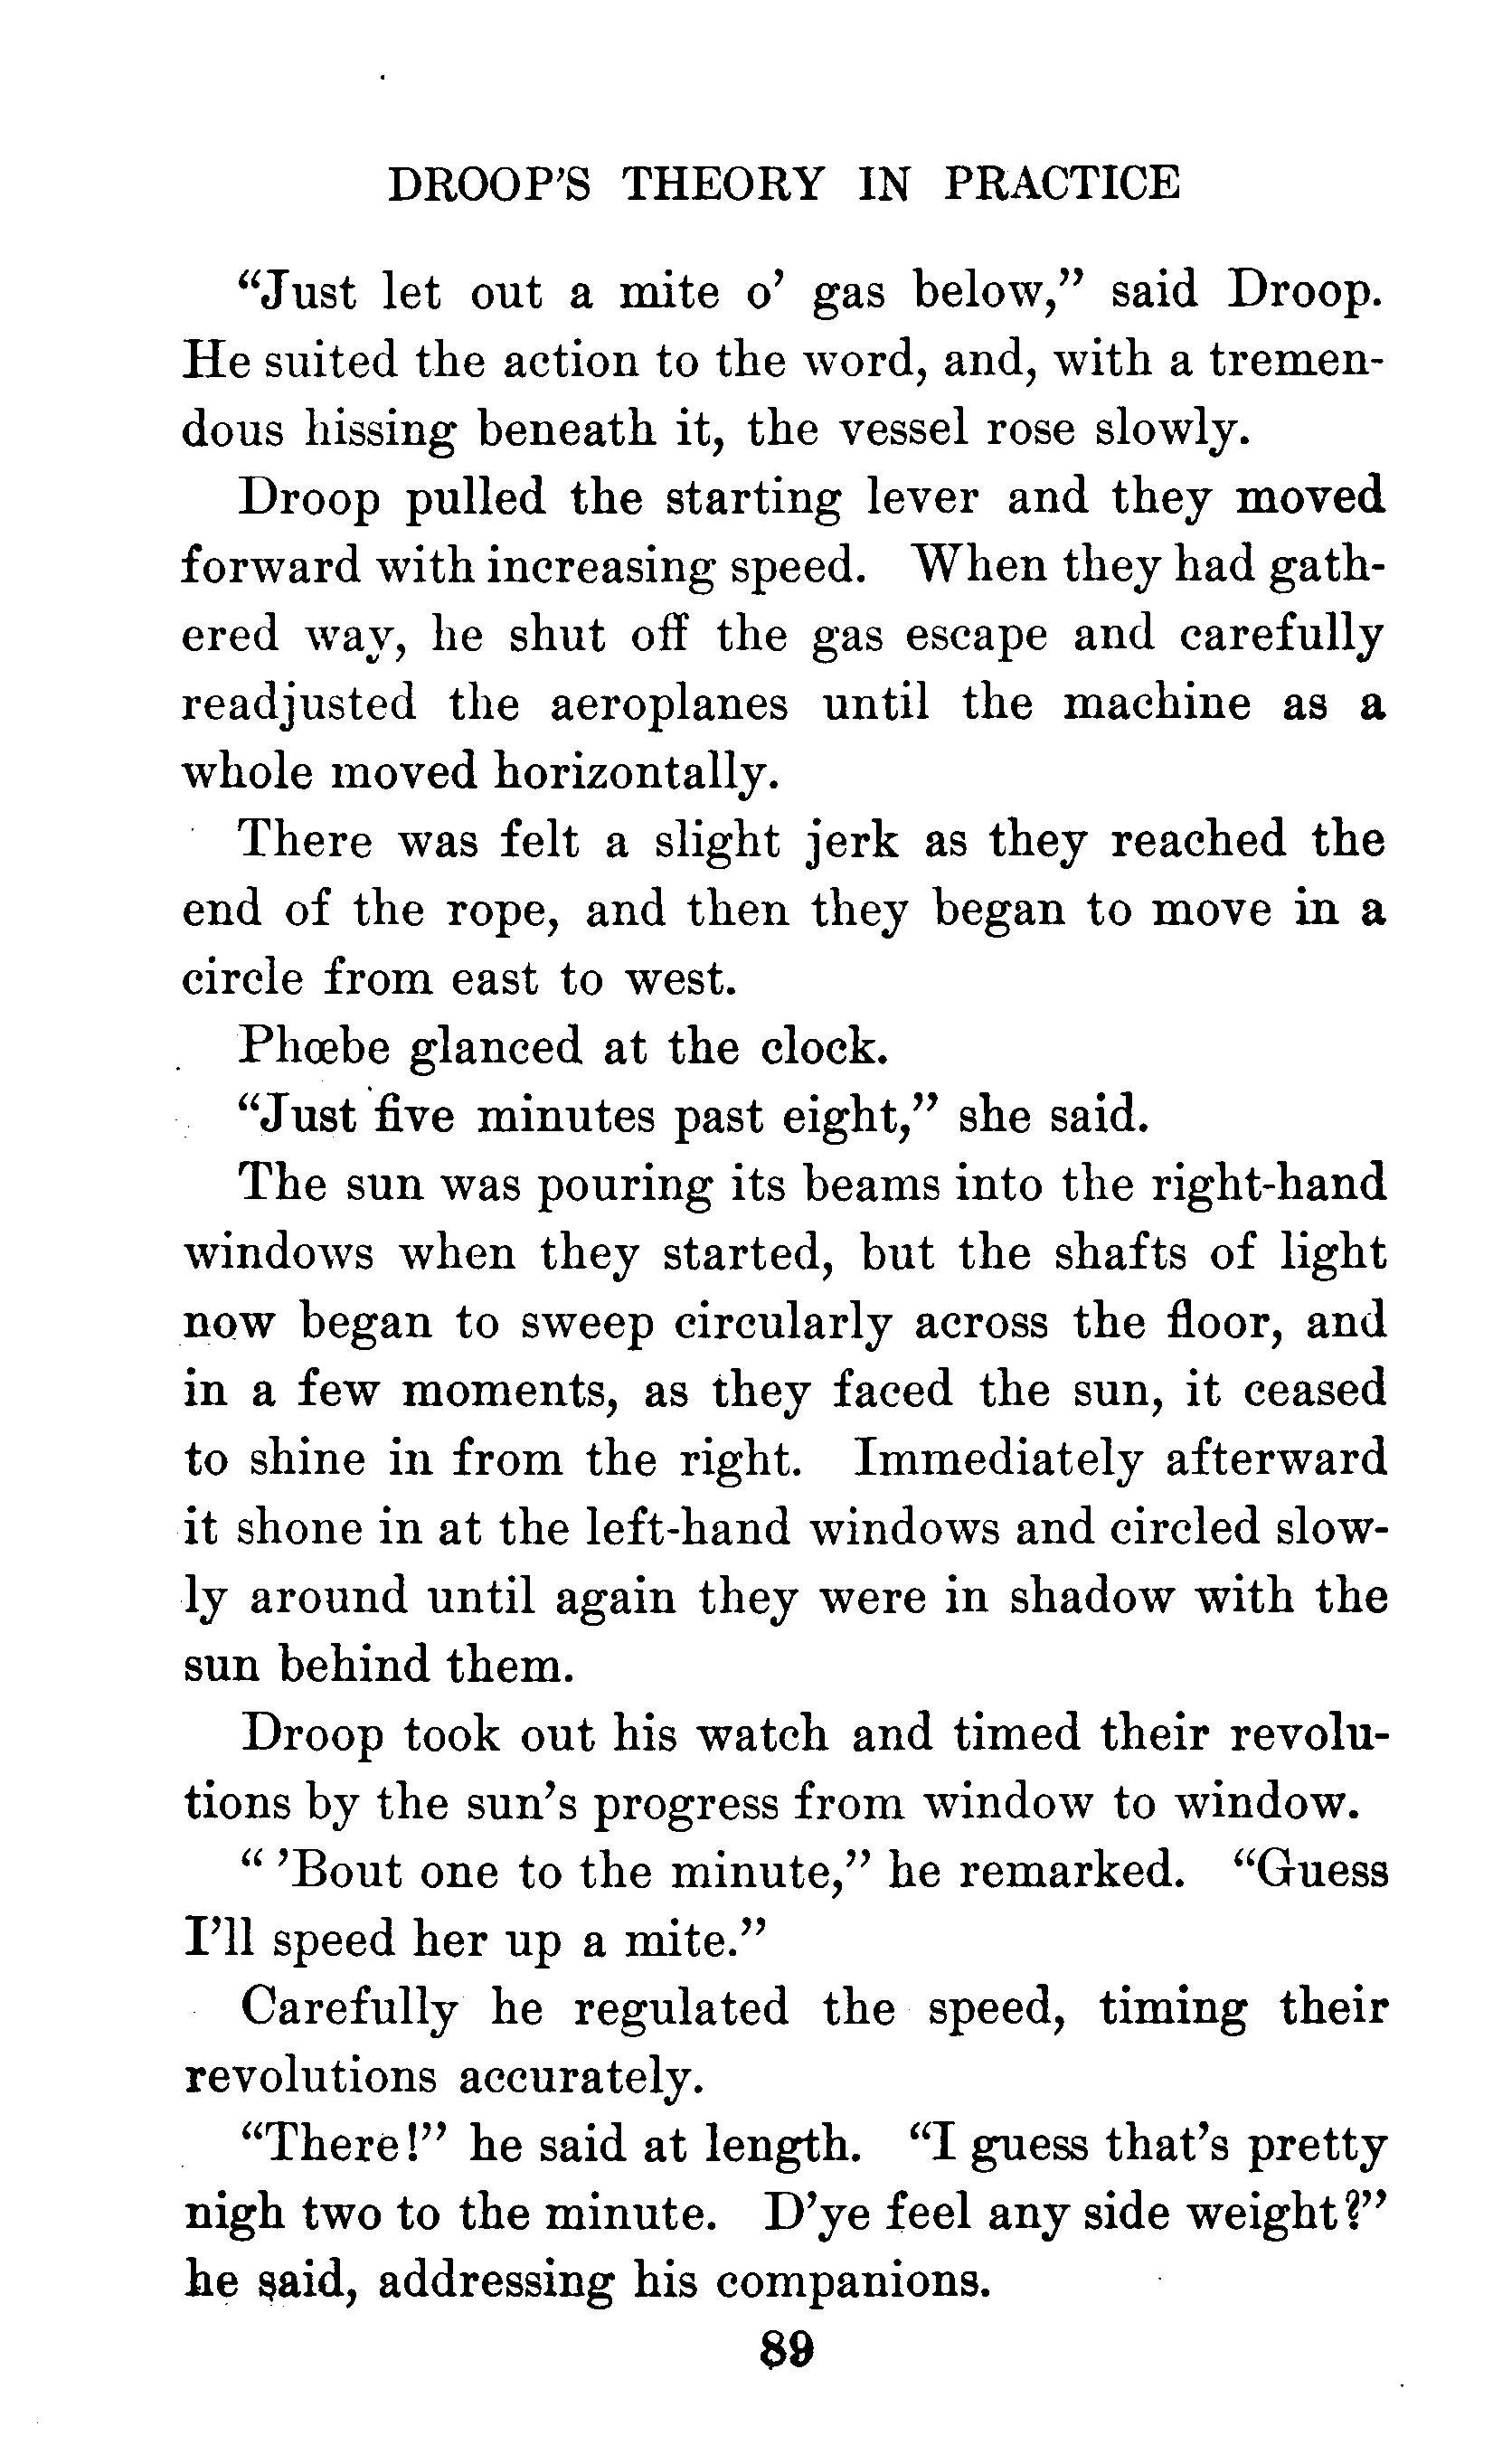 DROOP'S THEORY IN PRACTICE
“Just let out a mite o’ gas below,” said Droop.
He suited the action to the word, and, with a tremen-
dous hissing beneath it, the vessel rose slowly.
Droop pulled the starting lever and they moved
forward with increasing speed. When they had gath-
ered way, he shut off the gas escape and carefully
readjusted the aeroplanes until the machine as a
whole moved horizontally.
There was felt a slight jerk as they reached the
end of the rope, and then they began to move in a
circle from east to west.
Phœbe glanced at the clock.
“Just five minutes past eight,” she said.
The sun was pouring its beams into the right-hand
windows when they started, but the shafts of light
now began to sweep circularly across the floor, and
in a few moments, as they faced the sun, it ceased
to shine in from the right. Immediately afterward
it shone in at the left-hand windows and circled slow-
ly around until again they were in shadow with the
sun behind them.
Droop took out his watch and timed their revolu-
tions by the sun’s progress from window to window.
“ ’Bout one to the minute,” he remarked. “Guess
I’ll speed her up a mite.”
Carefully he regulated the speed, timing their
revolutions accurately.
“There!” he said at length. “I guess that’s pretty
nigh two to the minute. D’ye feel any side weight?”
he said, addressing his companions.
89